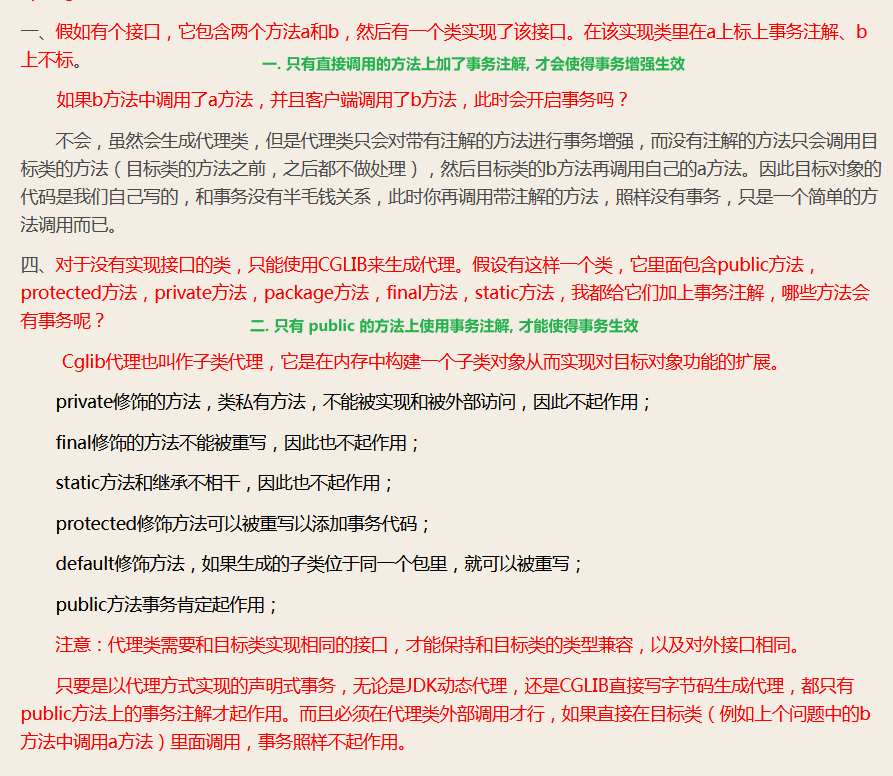 一、假如有个接口，它包含两个方法a和b，然后有一个类实现了该接口。在该实现类里在a上标上事务注解、b
上不标。
一. 只有直接调用的方法上加了事务注解, 才会使得事务增强生效
如果b方法中调用了a方法，并且客户端调用了b方法，此时会开启事务吗？
不会，虽然会生成代理类，但是代理类只会对带有注解的方法进行事务增强，而没有注解的方法只会调用目
标类的方法（目标类的方法之前，之后都不做处理），然后目标类的b方法再调用自己的a方法。因此目标对象的
代码是我们自己写的，和事务没有半毛钱关系，此时你再调用带注解的方法，照样没有事务，只是一个简单的方
法调用而已。
四、对于没有实现接口的类，只能使用CGLIB来生成代理。假设有这样一个类，它里面包含public方法，
protected方法，private方法，package方法，final方法，static方法，我都给它们加上事务注解，哪些方法会
有事务呢？
二. 只有 public 的方法上使用事务注解, 才能使得事务生效
Cglib代理也叫作子类代理，它是在内存中构建一个子类对象从而实现对目标对象功能的扩展。
private修饰的方法，类私有方法，不能被实现和被外部访问，因此不起作用；
final修饰的方法不能被重写，因此也不起作用；
static方法和继承不相干，因此也不起作用；
protected修饰方法可以被重写以添加事务代码；
default修饰方法，如果生成的子类位于同一个包里，就可以被重写；
public方法事务肯定起作用；
注意：代理类需要和目标类实现相同的接口，才能保持和目标类的类型兼容，以及对外接口相同。
只要是以代理方式实现的声明式事务，无论是JDK动态代理，还是CGLIB直接写字节码生成代理，都只有
public方法上的事务注解才起作用。而且必须在代理类外部调用才行，如果直接在目标类（例如上个问题中的b
方法中调用a方法）里面调用，事务照样不起作用。